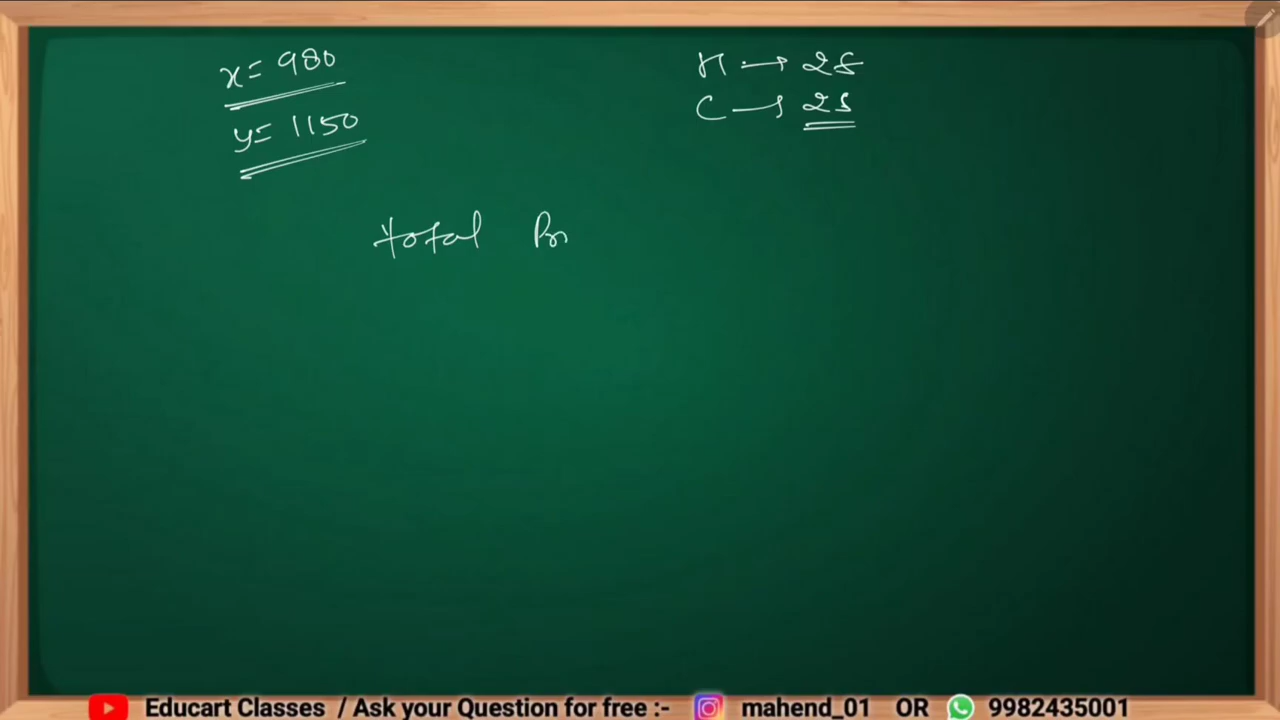 x = 980
y = 1150
H → 25
C → 25
total
Educart Classes / Ask your Question for free :- mahend_01 OR 9982435001